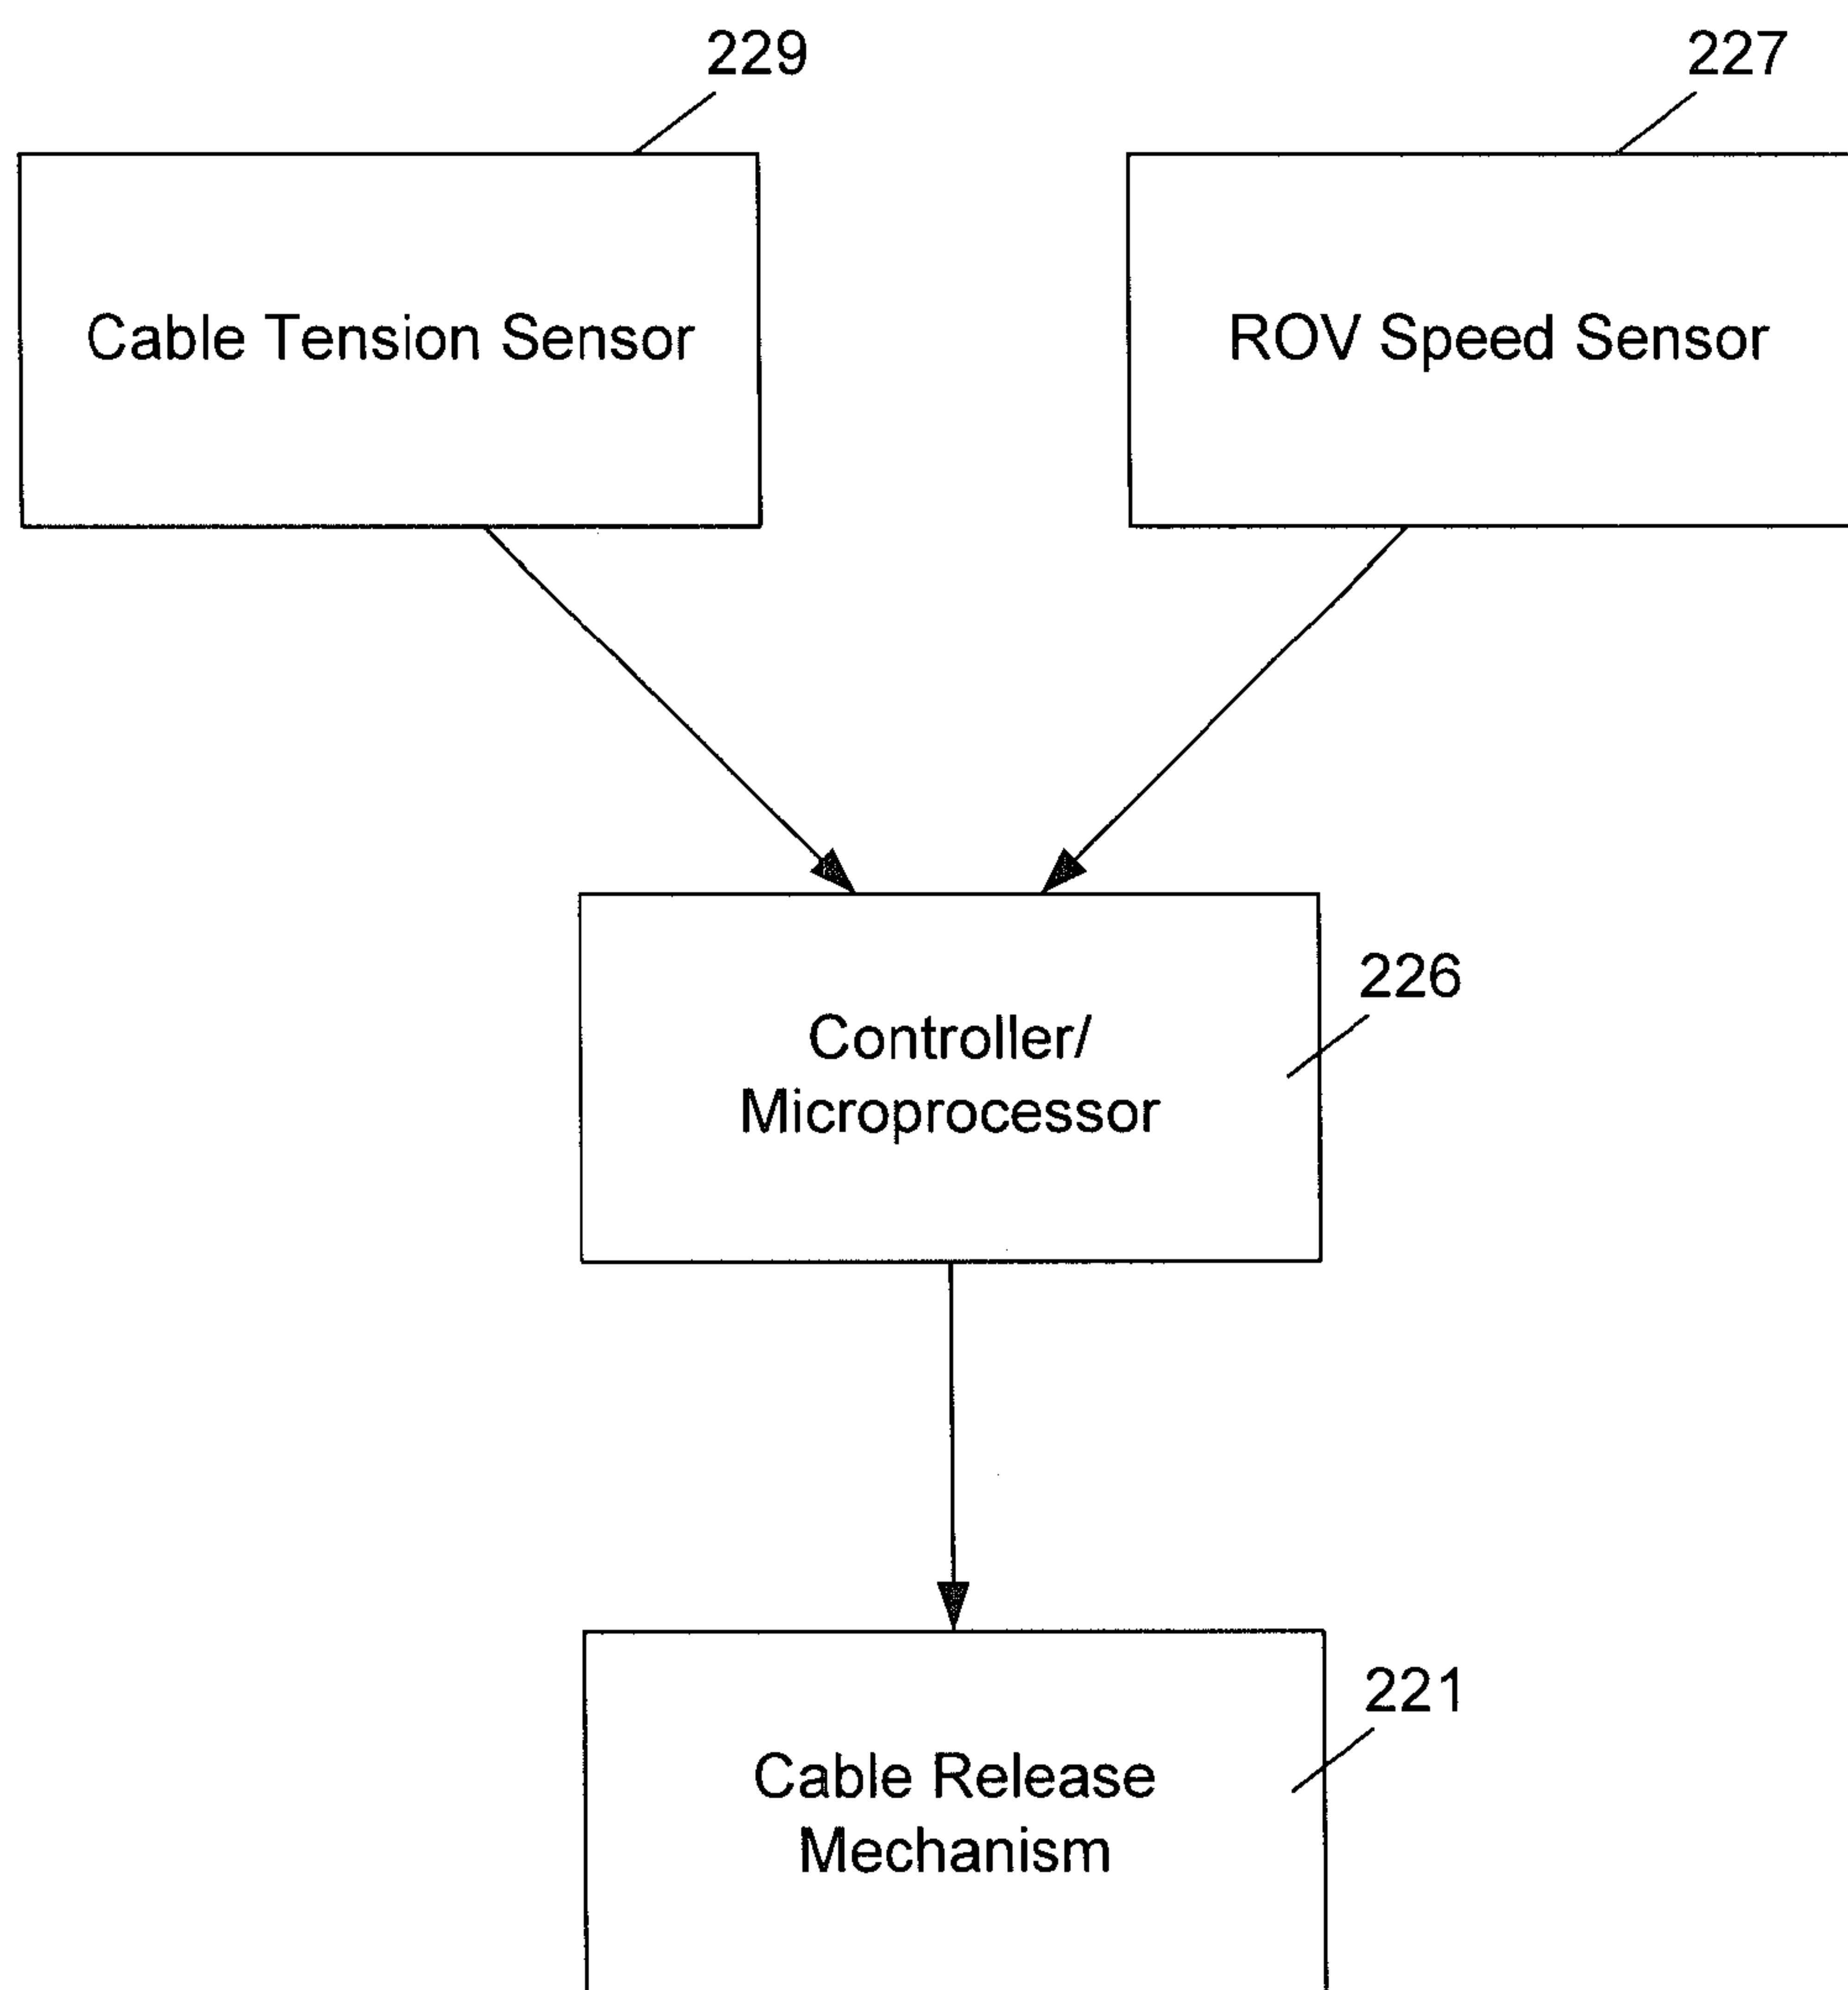 229
227
Cable Tension Sensor
ROV Speed Sensor
226
Controller/
Microprocessor
221
Cable Release
Mechanism